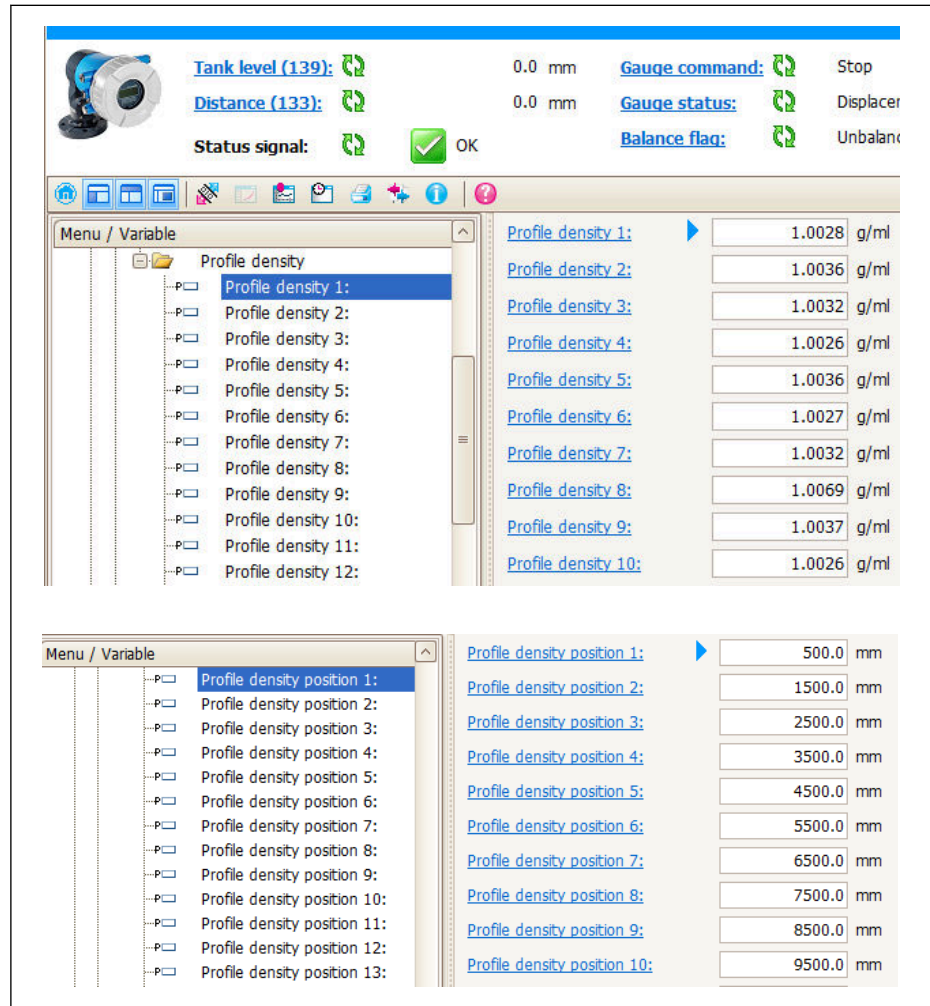 Tank level (139): 0.0 mm Gauge command: Stop
Distance (133): 0.0 mm Gauge status: Displacer
Status signal: OK Balance flag: Unbalanc
Menu / Variable
Profile density
Profile density 1:
Profile density 2:
Profile density 3:
Profile density 4:
Profile density 5:
Profile density 6:
Profile density 7:
Profile density 8:
Profile density 9:
Profile density 10:
Profile density 11:
Profile density 12:
Profile density 1: 1.0028 g/ml
Profile density 2: 1.0036 g/ml
Profile density 3: 1.0032 g/ml
Profile density 4: 1.0026 g/ml
Profile density 5: 1.0036 g/ml
Profile density 6: 1.0027 g/ml
Profile density 7: 1.0032 g/ml
Profile density 8: 1.0069 g/ml
Profile density 9: 1.0037 g/ml
Profile density 10: 1.0026 g/ml
Menu / Variable
Profile density position 1:
Profile density position 2:
Profile density position 3:
Profile density position 4:
Profile density position 5:
Profile density position 6:
Profile density position 7:
Profile density position 8:
Profile density position 9:
Profile density position 10:
Profile density position 11:
Profile density position 12:
Profile density position 13:
Profile density position 1: 500.0 mm
Profile density position 2: 1500.0 mm
Profile density position 3: 2500.0 mm
Profile density position 4: 3500.0 mm
Profile density position 5: 4500.0 mm
Profile density position 6: 5500.0 mm
Profile density position 7: 6500.0 mm
Profile density position 8: 7500.0 mm
Profile density position 9: 8500.0 mm
Profile density position 10: 9500.0 mm